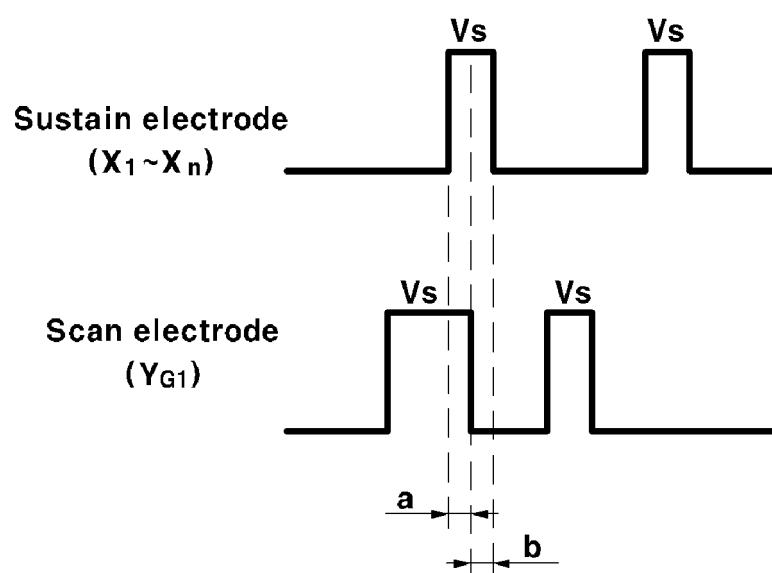 Vs Vs
Sustain electrode
(X1~Xn)
Vs Vs
Scan electrode
(YG1)
a
b